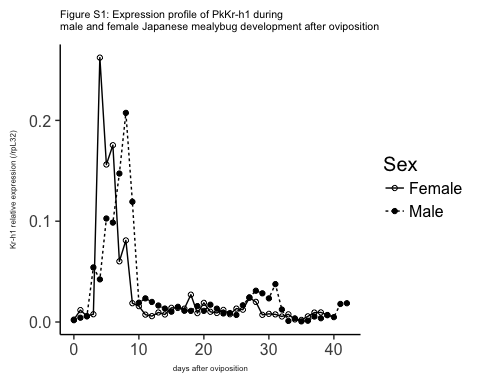 Figure S1: Expression profile of PkKr-h1 during
male and female Japanese mealybug development after oviposition
Kr-h1 relative expression (/rpL32)
0.2
0.1
0.0
0
10
20
30
40
days after oviposition
Sex
Female
Male